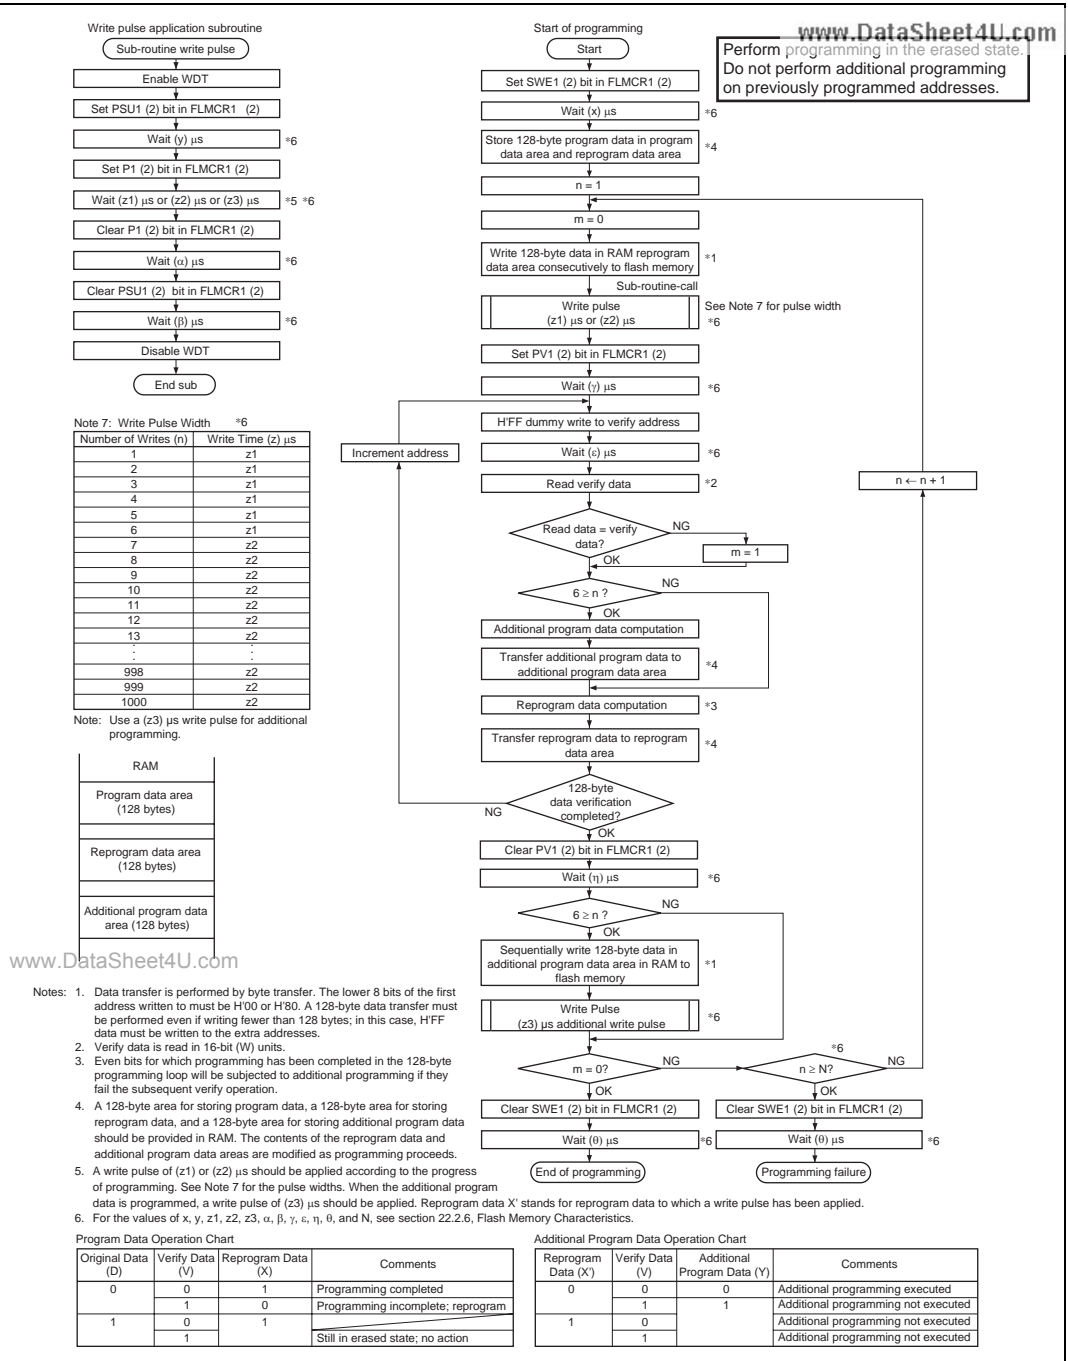 www.DataSheet4U.com
Write pulse application subroutine
Sub-routine write pulse
Enable WDT
Set PSU1 (2) bit in FLMCR1 (2)
Wait (y) μs
*6
Set P1 (2) bit in FLMCR1 (2)
Wait (z1) μs or (z2) μs or (z3) μs
*5 *6
Clear P1 (2) bit in FLMCR1 (2)
Wait (α) μs
*6
Clear PSU1 (2) bit in FLMCR1 (2)
Wait (β) μs
*6
Disable WDT
End sub
Note 7: Write Pulse Width *6
Number of Writes (n) Write Time (z) μs
1 z1
2 z1
3 z1
4 z1
5 z1
6 z1
7 z2
8 z2
9 z2
10 z2
11 z2
12 z2
13 z2
: :
998 z2
999 z2
1000 z2
Note: Use a (z3) μs write pulse for additional
programming.
RAM
Program data area
(128 bytes)
Reprogram data area
(128 bytes)
Additional program data
area (128 bytes)
www.DataSheet4U.com
Start of programming
Start
Perform programming in the erased state.
Do not perform additional programming
on previously programmed addresses.
Set SWE1 (2) bit in FLMCR1 (2)
Wait (x) μs
*6
Store 128-byte program data in program
data area and reprogram data area
*4
n = 1
m = 0
Write 128-byte data in RAM reprogram
data area consecutively to flash memory
*1
Sub-routine-call
Write pulse
(z1) μs or (z2) μs
See Note 7 for pulse width
*6
Set PV1 (2) bit in FLMCR1 (2)
Wait (γ) μs
*6
H'FF dummy write to verify address
Increment address
Wait (ε) μs
*6
Read verify data
*2
n ← n + 1
Read data = verify
data?
NG
m = 1
OK
6 ≥ n ?
NG
OK
Additional program data computation
Transfer additional program data to
additional program data area
*4
Reprogram data computation
*3
Transfer reprogram data to reprogram
data area
*4
128-byte
data verification
completed?
NG
OK
Clear PV1 (2) bit in FLMCR1 (2)
Wait (η) μs
*6
6 ≥ n ?
NG
OK
Sequentially write 128-byte data in
additional program data area in RAM to
flash memory
*1
Write Pulse
(z3) μs additional write pulse
*6
m = 0?
NG
*6
n ≥ N?
NG
OK
OK
Clear SWE1 (2) bit in FLMCR1 (2)
Clear SWE1 (2) bit in FLMCR1 (2)
Wait (θ) μs
*6
Wait (θ) μs
*6
End of programming
Programming failure
Notes: 1. Data transfer is performed by byte transfer. The lower 8 bits of the first
address written to must be H'00 or H'80. A 128-byte data transfer must
be performed even if writing fewer than 128 bytes; in this case, H'FF
data must be written to the extra addresses.
2. Verify data is read in 16-bit (W) units.
3. Even bits for which programming has been completed in the 128-byte
programming loop will be subjected to additional programming if they
fail the subsequent verify operation.
4. A 128-byte area for storing program data, a 128-byte area for storing
reprogram data, and a 128-byte area for storing additional program data
should be provided in RAM. The contents of the reprogram data and
additional program data areas are modified as programming proceeds.
5. A write pulse of (z1) or (z2) μs should be applied according to the progress
of programming. See Note 7 for the pulse widths. When the additional program
data is programmed, a write pulse of (z3) μs should be applied. Reprogram data X' stands for reprogram data to which a write pulse has been applied.
6. For the values of x, y, z1, z2, z3, α, β, γ, ε, η, θ, and N, see section 22.2.6, Flash Memory Characteristics.
Program Data Operation Chart
Original Data Verify Data Reprogram Data Comments
(D) (V) (X)
0 0 1 Programming completed
1 0 Programming incomplete; reprogram
1 0 1
1 Still in erased state; no action
Additional Program Data Operation Chart
Reprogram Verify Data Additional Comments
Data (X') (V) Program Data (Y)
0 0 0 Additional programming executed
1 1 Additional programming not executed
1 0 Additional programming not executed
1 Additional programming not executed